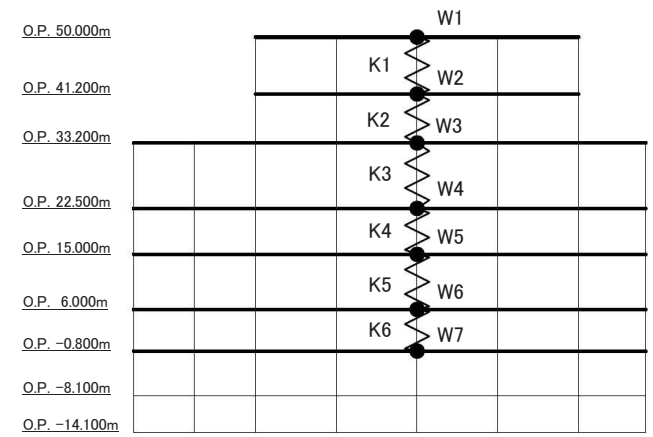 W1
O.P. 50.000m
K1
W2
O.P. 41.200m
K2
W3
O.P. 33.200m
K3
W4
O.P. 22.500m
K4
W5
O.P. 15.000m
K5
W6
O.P. 6.000m
K6
W7
O.P. -0.800m
O.P. -8.100m
O.P. -14.100m